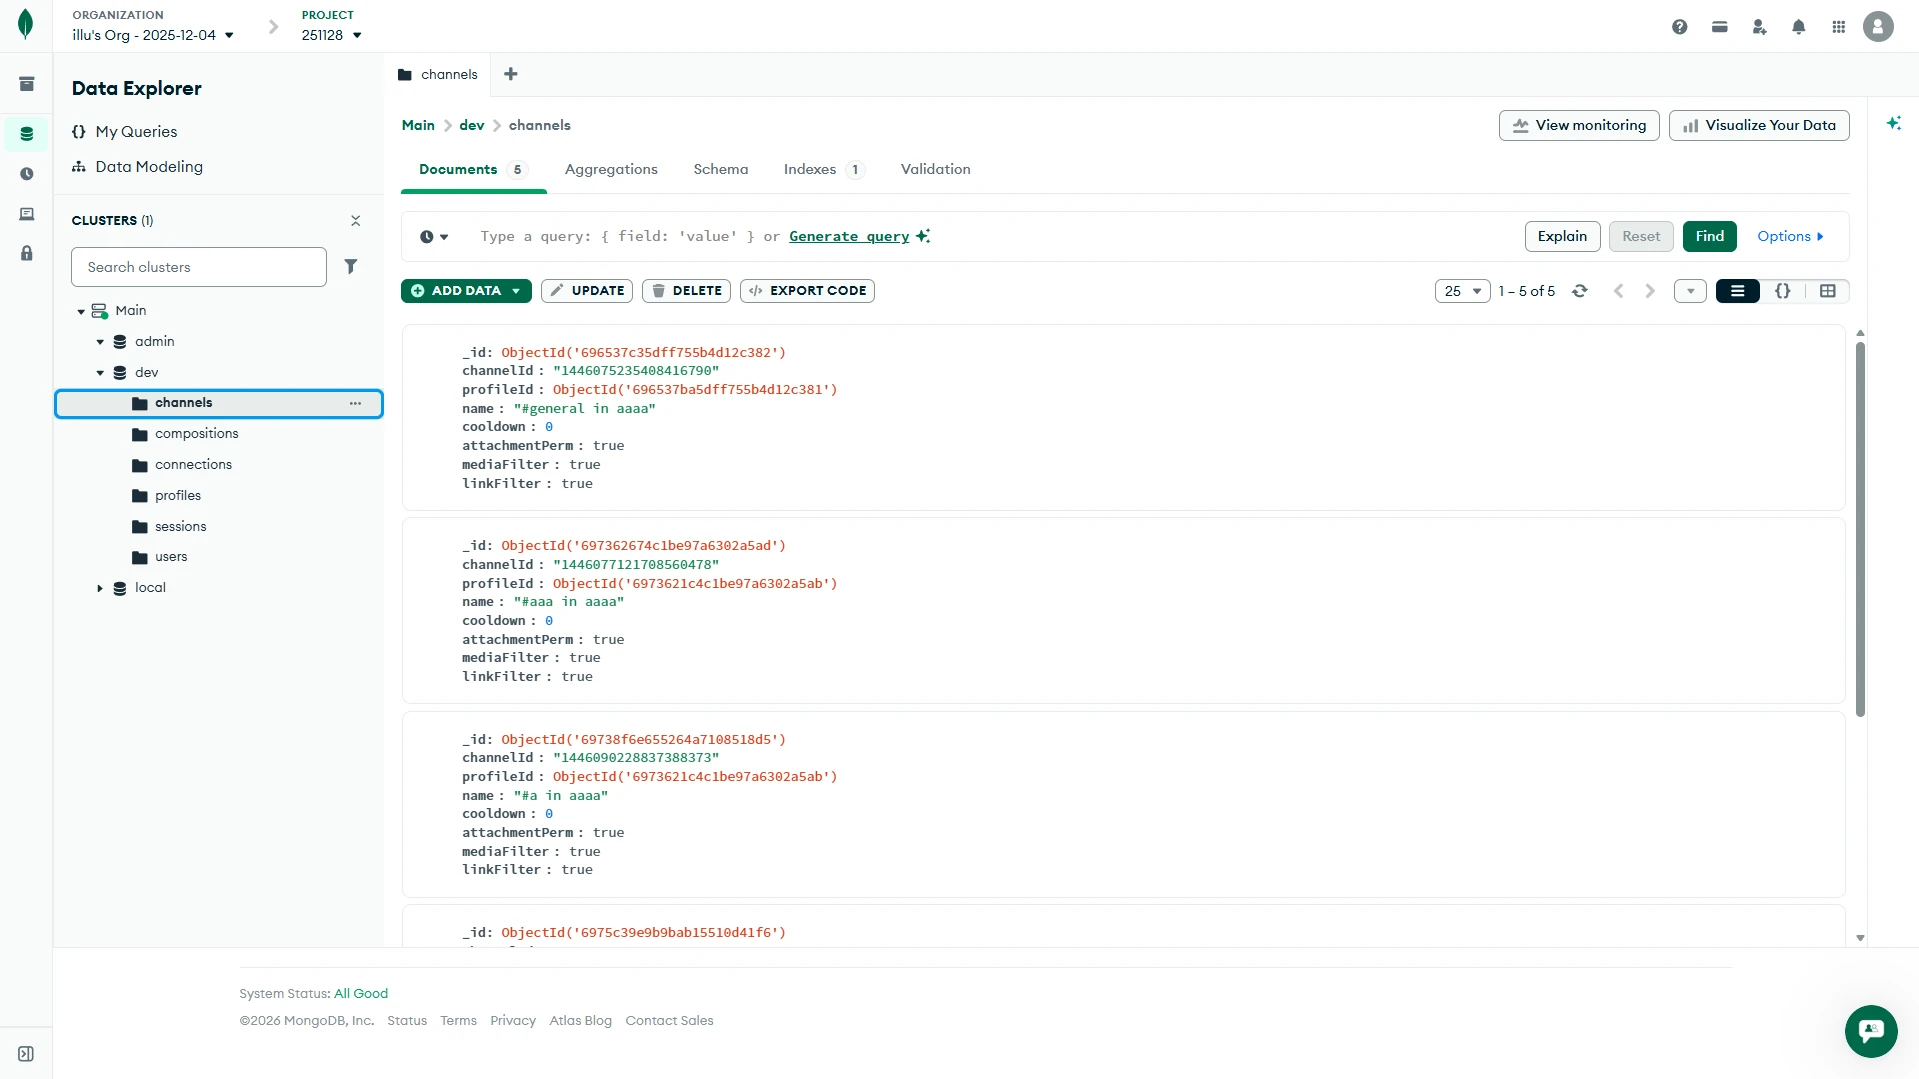 ORGANIZATION
illu's Org - 2025-12-04
PROJECT
251128
Data Explorer
My Queries
Data Modeling
CLUSTERS (1)
Search clusters
Main
admin
dev
channels
compositions
connections
profiles
sessions
users
local
channels
Main
dev
channels
View monitoring
Visualize Your Data
Documents 5
Aggregations
Schema
Indexes 1
Validation
Type a query: { field: 'value' } or Generate query
Explain
Reset
Find
Options
ADD DATA
UPDATE
DELETE
EXPORT CODE
25
1 – 5 of 5
_id: ObjectId('696537c35dff755b4d12c382')
channelId : "1446075235408416790"
profileId : ObjectId('696537ba5dff755b4d12c381')
name : "#general in aaaa"
cooldown : 0
attachmentPerm : true
mediaFilter : true
linkFilter : true
_id: ObjectId('697362674c1be97a6302a5ad')
channelId : "1446077121708560478"
profileId : ObjectId('6973621c4c1be97a6302a5ab')
name : "#aaa in aaaa"
cooldown : 0
attachmentPerm : true
mediaFilter : true
linkFilter : true
_id: ObjectId('69738f6e655264a7108518d5')
channelId : "1446090228837388373"
profileId : ObjectId('6973621c4c1be97a6302a5ab')
name : "#a in aaaa"
cooldown : 0
attachmentPerm : true
mediaFilter : true
linkFilter : true
_id: ObjectId('6975c39e9b9bab15510d41f6')
System Status: All Good
©2026 MongoDB, Inc. Status Terms Privacy Atlas Blog Contact Sales